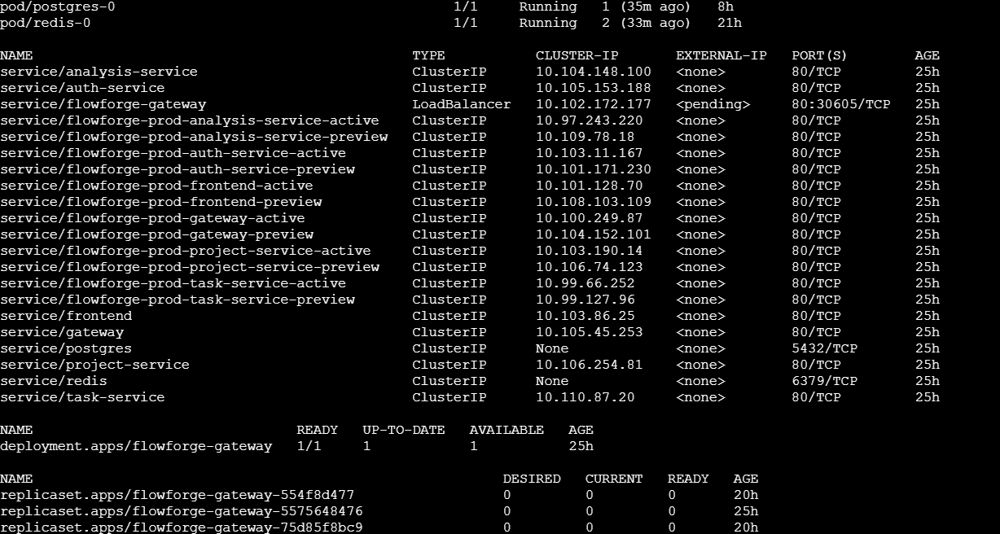 pod/postgres-0 1/1 Running 1 (35m ago) 8h
pod/redis-0 1/1 Running 2 (33m ago) 21h
NAME TYPE CLUSTER-IP EXTERNAL-IP PORT(S) AGE
service/analysis-service ClusterIP 10.104.148.100 <none> 80/TCP 25h
service/auth-service ClusterIP 10.105.153.188 <none> 80/TCP 25h
service/flowforge-gateway LoadBalancer 10.102.172.177 <pending> 80:30605/TCP 25h
service/flowforge-prod-analysis-service-active ClusterIP 10.97.243.220 <none> 80/TCP 25h
service/flowforge-prod-analysis-service-preview ClusterIP 10.109.78.18 <none> 80/TCP 25h
service/flowforge-prod-auth-service-active ClusterIP 10.103.11.167 <none> 80/TCP 25h
service/flowforge-prod-auth-service-preview ClusterIP 10.101.171.230 <none> 80/TCP 25h
service/flowforge-prod-frontend-active ClusterIP 10.101.128.70 <none> 80/TCP 25h
service/flowforge-prod-frontend-preview ClusterIP 10.108.103.109 <none> 80/TCP 25h
service/flowforge-prod-gateway-active ClusterIP 10.100.249.87 <none> 80/TCP 25h
service/flowforge-prod-gateway-preview ClusterIP 10.104.152.101 <none> 80/TCP 25h
service/flowforge-prod-project-service-active ClusterIP 10.103.190.14 <none> 80/TCP 25h
service/flowforge-prod-project-service-preview ClusterIP 10.106.74.123 <none> 80/TCP 25h
service/flowforge-prod-task-service-active ClusterIP 10.99.66.252 <none> 80/TCP 25h
service/flowforge-prod-task-service-preview ClusterIP 10.99.127.96 <none> 80/TCP 25h
service/frontend ClusterIP 10.103.86.25 <none> 80/TCP 25h
service/gateway ClusterIP 10.105.45.253 <none> 80/TCP 25h
service/postgres ClusterIP None <none> 5432/TCP 25h
service/project-service ClusterIP 10.106.254.81 <none> 80/TCP 25h
service/redis ClusterIP None <none> 6379/TCP 25h
service/task-service ClusterIP 10.110.87.20 <none> 80/TCP 25h
NAME READY UP-TO-DATE AVAILABLE AGE
deployment.apps/flowforge-gateway 1/1 1 1 25h
NAME DESIRED CURRENT READY AGE
replicaset.apps/flowforge-gateway-554f8d477 0 0 0 20h
replicaset.apps/flowforge-gateway-5575648476 0 0 0 25h
replicaset.apps/flowforge-gateway-75d85f8bc9 0 0 0 20h